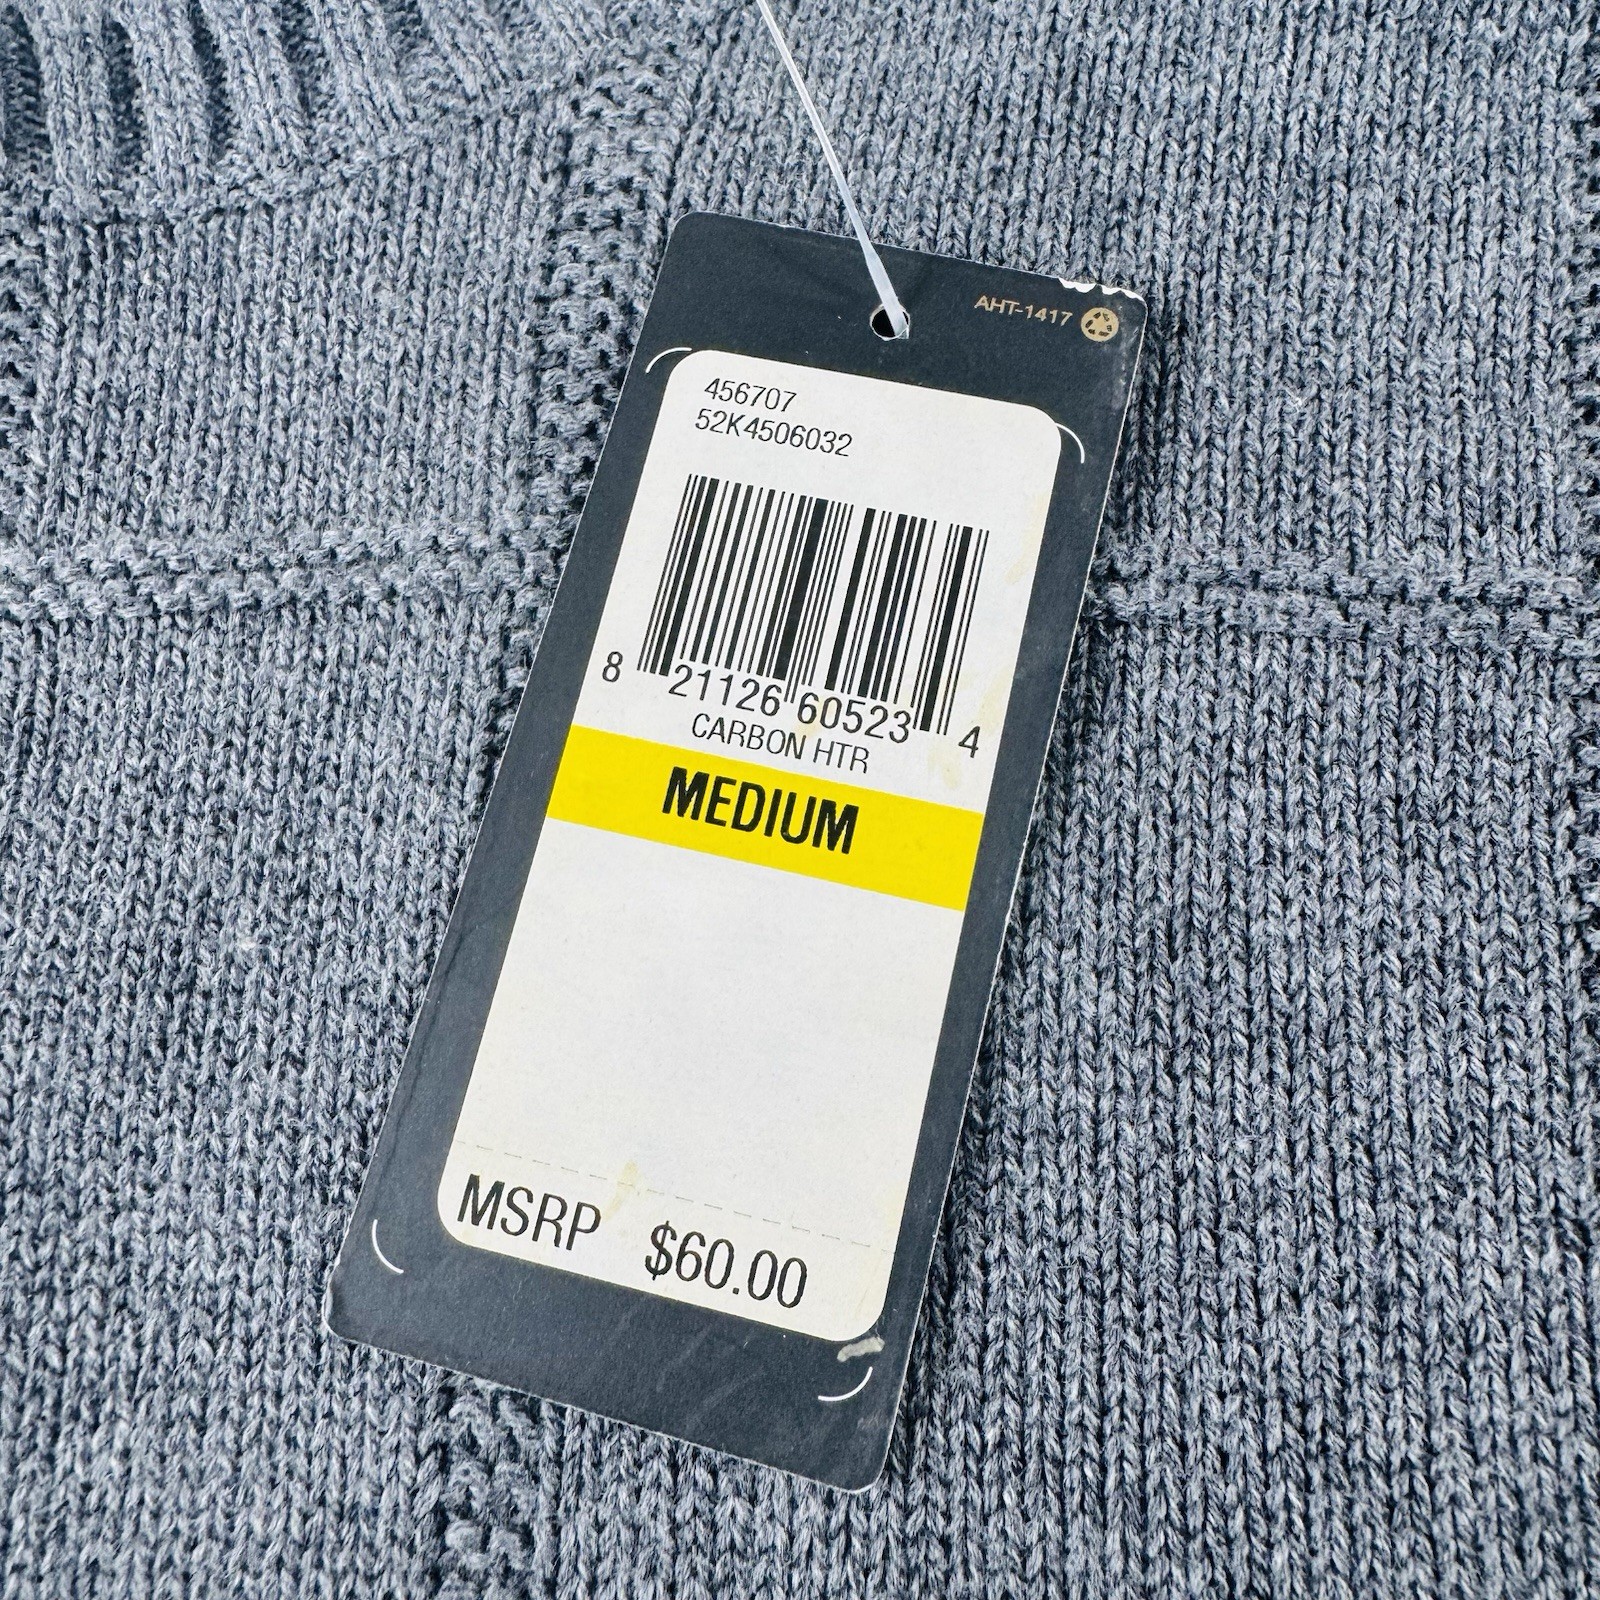 AHT-1417
456707
52K4506032
8 21126 60523 4
CARBON HTR
MEDIUM
MSRP $60.00